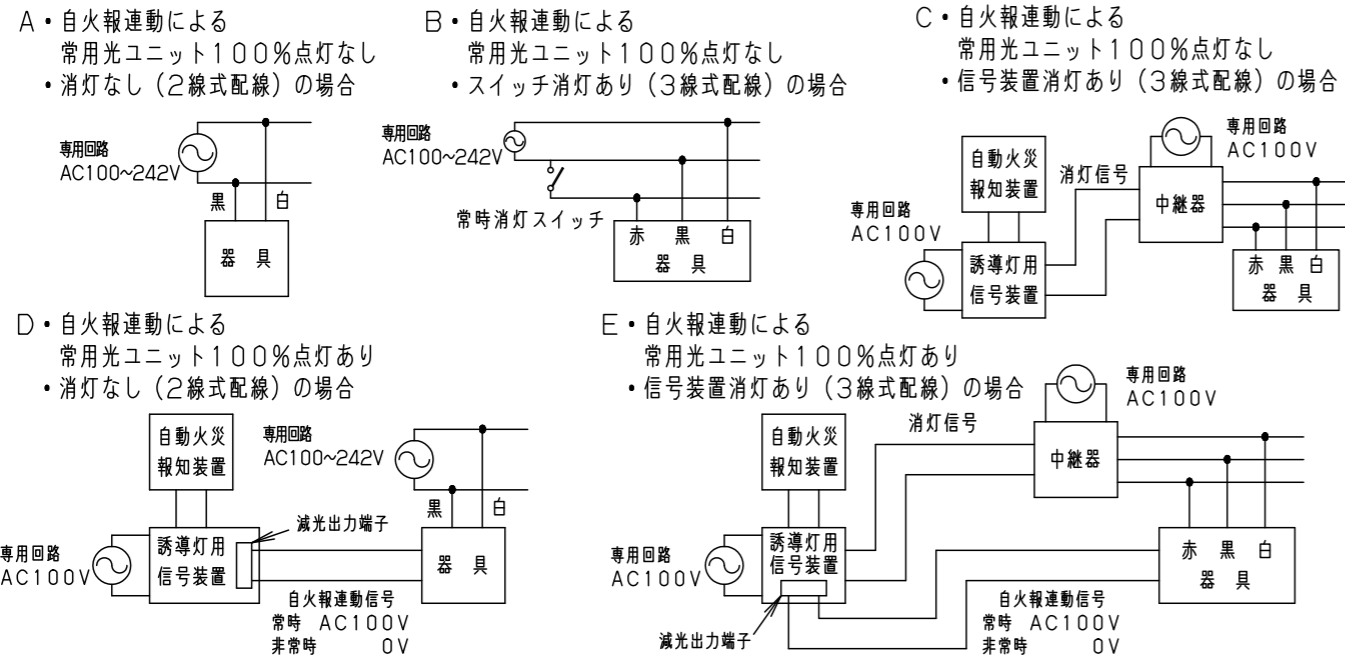 A・自火報連動による
常用光ユニット１００％点灯なし
・消灯なし（２線式配線）の場合
専用回路
AC100~242V
黒 白
器 具
B・自火報連動による
常用光ユニット１００％点灯なし
・スイッチ消灯あり（３線式配線）の場合
専用回路
AC100~242V
常時消灯スイッチ
赤 黒 白
器 具
C・自火報連動による
常用光ユニット１００％点灯なし
・信号装置消灯あり（３線式配線）の場合
専用回路
AC100V
自動火災
報知装置
消灯信号
中継器
専用回路
AC100V
誘導灯用
信号装置
赤 黒 白
器 具
D・自火報連動による
常用光ユニット１００％点灯あり
・消灯なし（２線式配線）の場合
自動火災
報知装置
専用回路
AC100~242V
黒 白
減光出力端子
専用回路
AC100V
誘導灯用
信号装置
器 具
自火報連動信号
常時 AC100V
非常時 0V
E・自火報連動による
常用光ユニット１００％点灯あり
・信号装置消灯あり（３線式配線）の場合
専用回路
AC100V
消灯信号
自動火災
報知装置
中継器
専用回路
AC100V
誘導灯用
信号装置
赤 黒 白
器 具
減光出力端子
自火報連動信号
常時 AC100V
非常時 0V